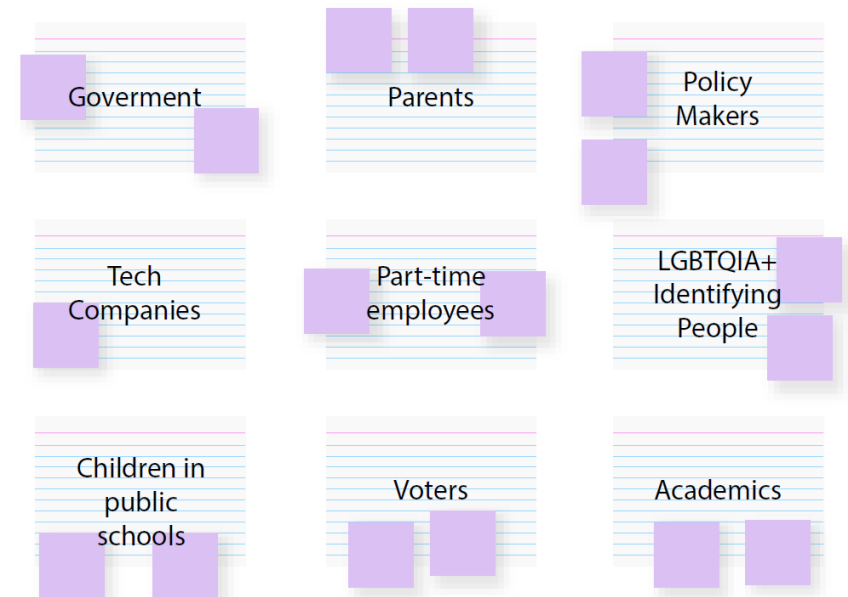 Goverment
Parents
Policy
Makers
Tech
Companies
Part-time
employees
LGBTQIA+
Identifying
People
Children in
public
schools
Voters
Academics